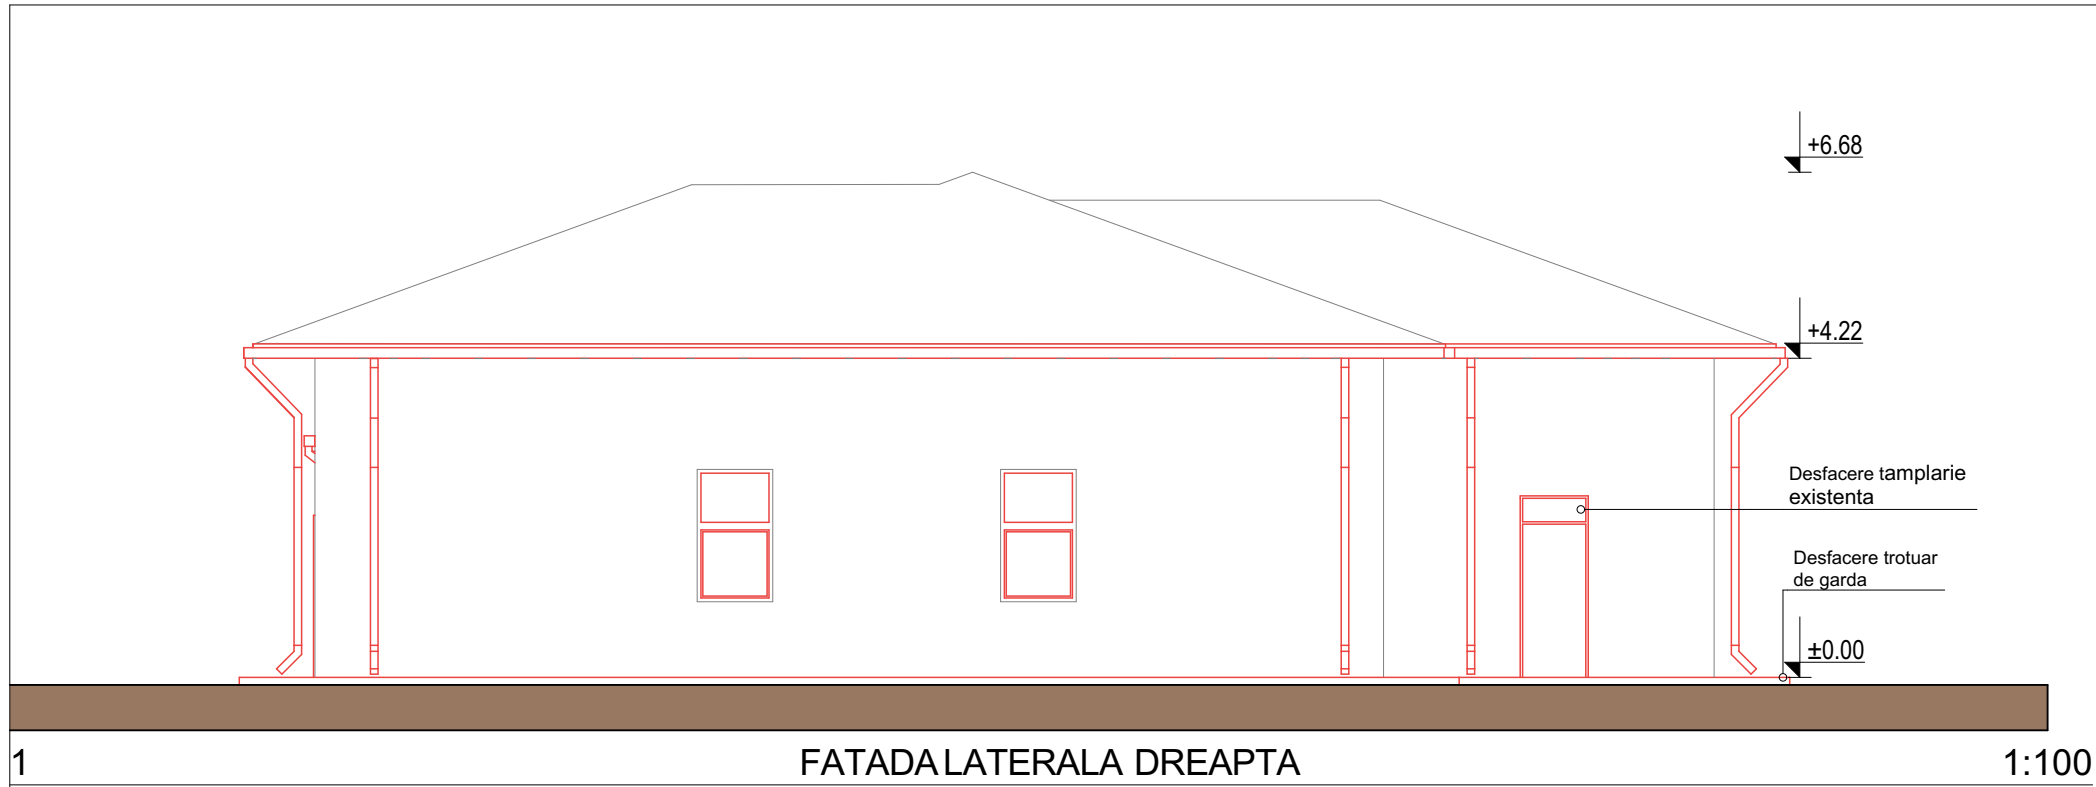 +6.68
+4.22
Desfacere tamplarie
existenta
Desfacere trotuar
de garda
±0.00
1
FATADA LATERALA DREAPTA
1:100